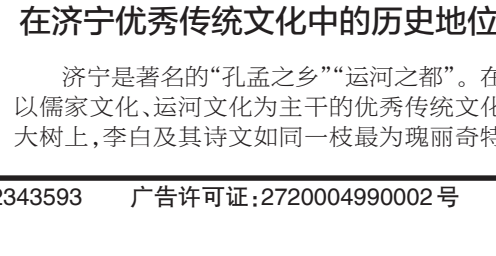 在济宁优秀传统文化中的历史地位
济宁是著名的“孔孟之乡”“运河之都”。在
以儒家文化、运河文化为主干的优秀传统文化
大树上,李白及其诗文如同一枝最为瑰丽奇特
2343593 广告许可证:2720004990002号